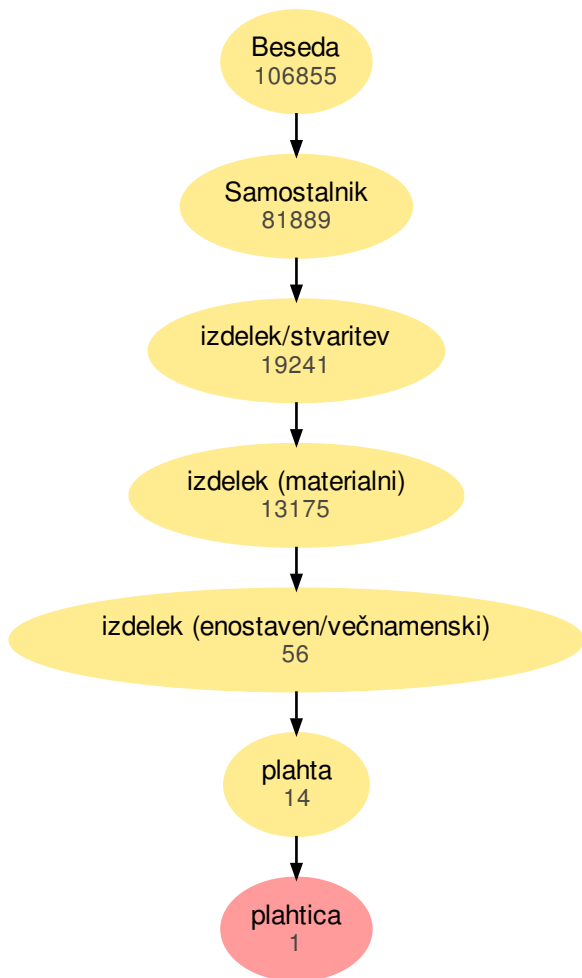 Beseda
106855
Samostalnik
81889
izdelek/stvaritev
19241
izdelek (materialni)
13175
izdelek (enostaven/večnamenski)
56
plahta
14
plahtica
1